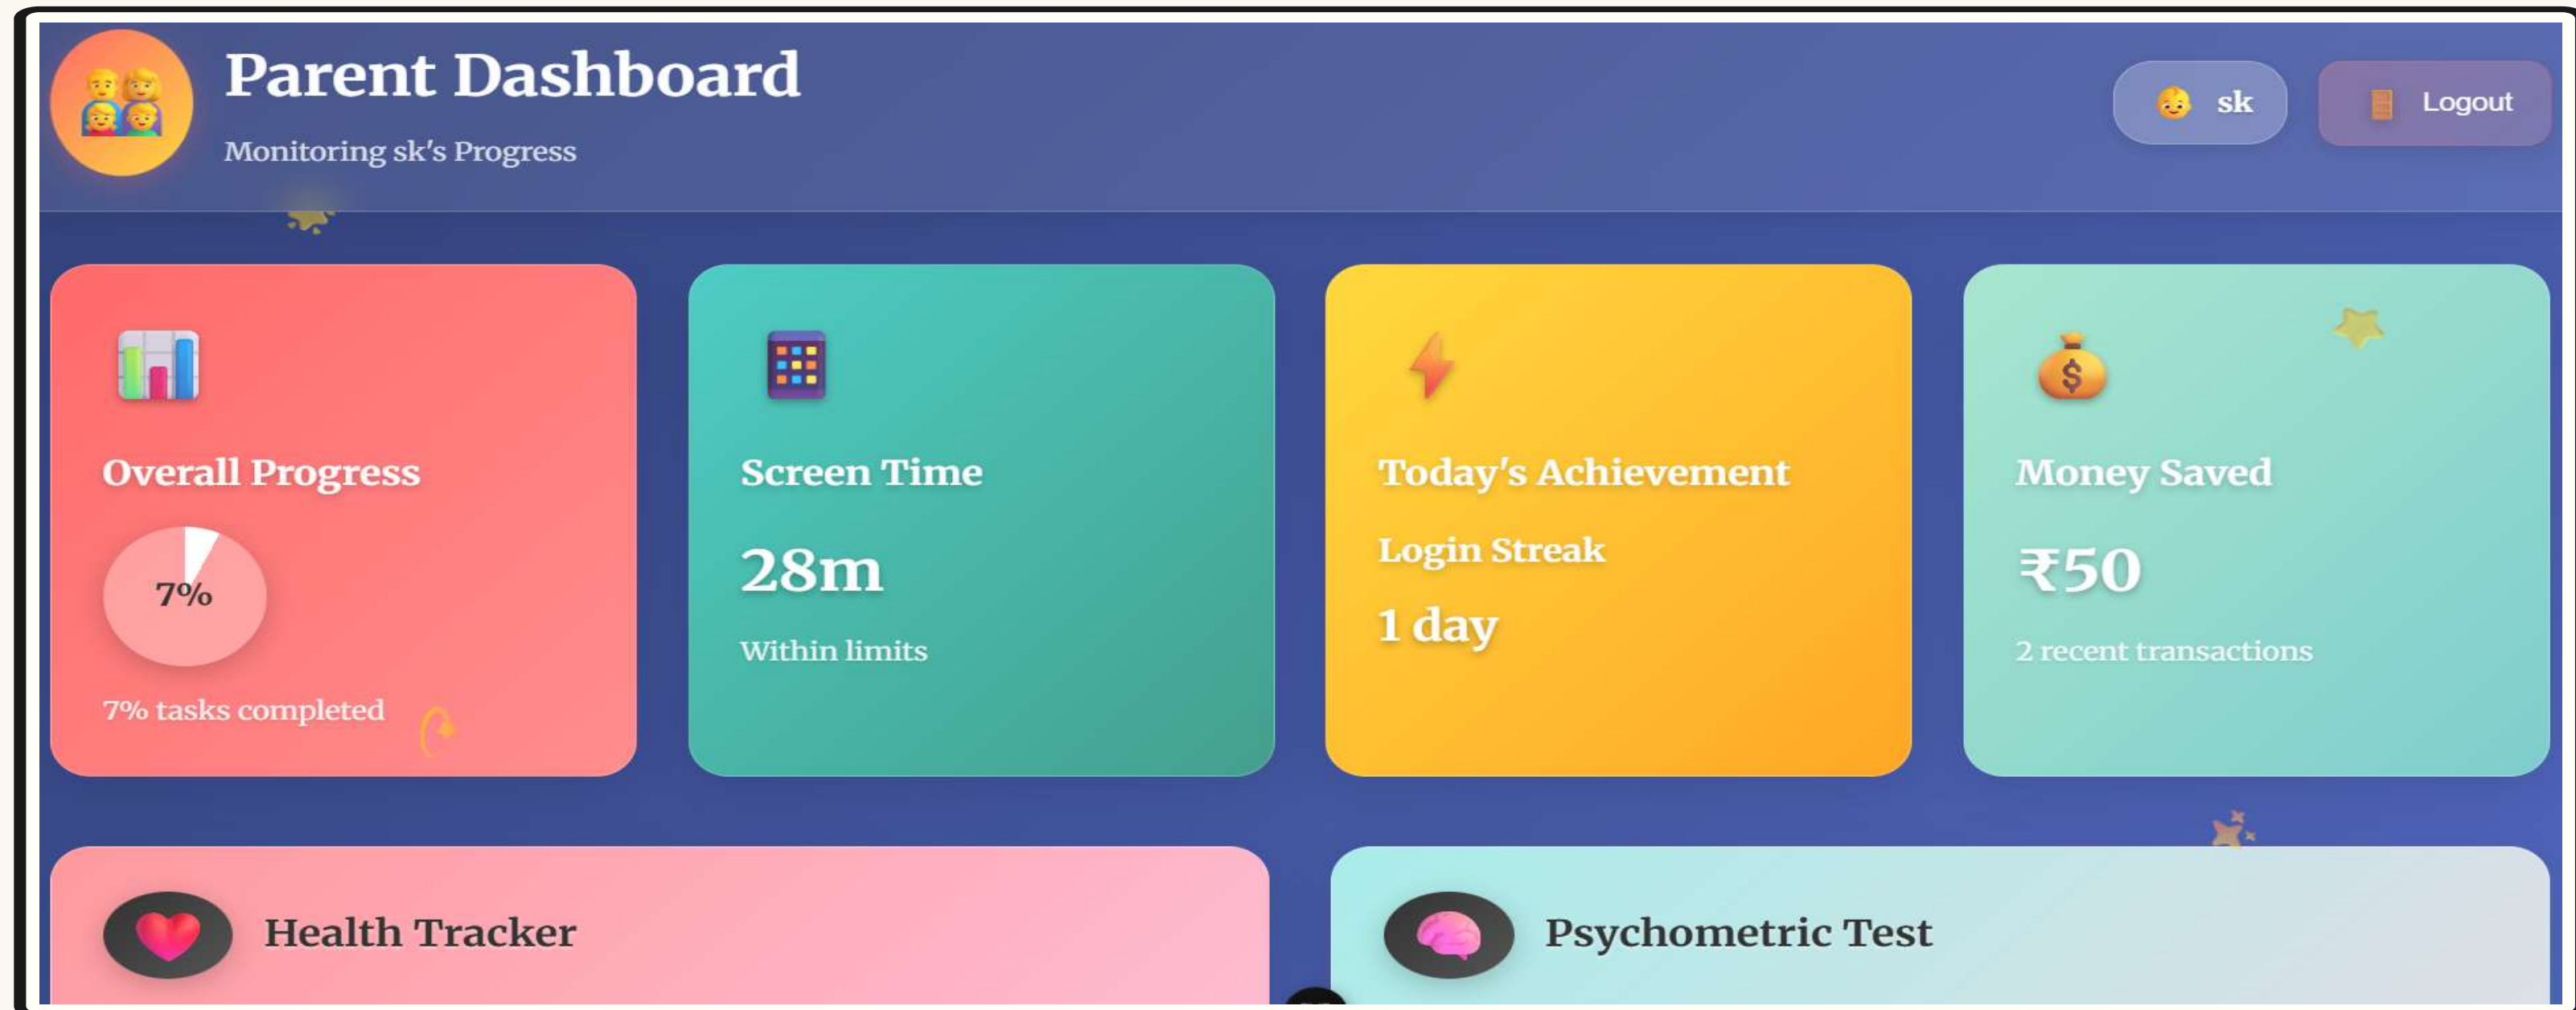 Parent Dashboard
Monitoring sk's Progress
sk
Logout
Overall Progress
7%
7% tasks completed
Screen Time
28m
Within limits
Today's Achievement
Login Streak
1 day
Money Saved
₹50
2 recent transactions
Health Tracker
Psychometric Test